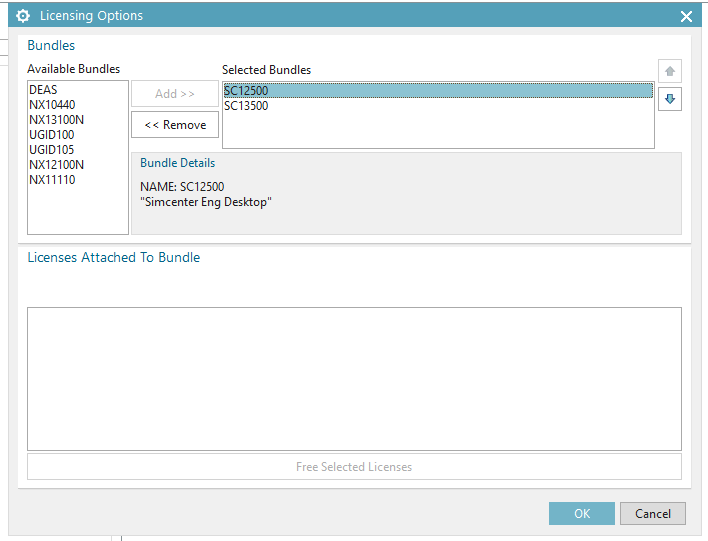 Licensing Options
Bundles
Available Bundles
DEAS
NX10440
NX13100N
UGID100
UGID105
NX12100N
NX11110
Add >>
<< Remove
Selected Bundles
SC12500
SC13500
Bundle Details
NAME: SC12500
"Simcenter Eng Desktop"
Licenses Attached To Bundle
Free Selected Licenses
OK
Cancel